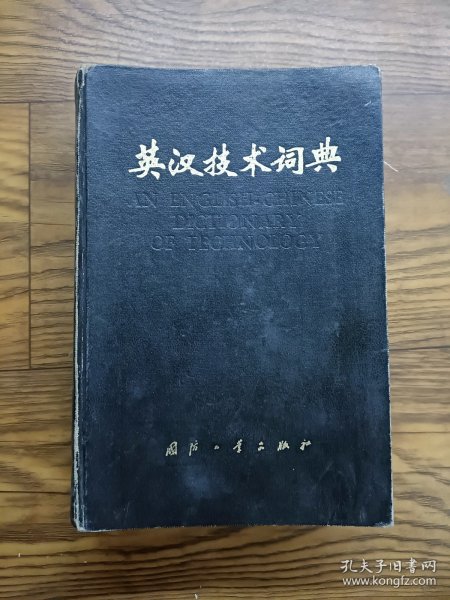 英汉技术词典
AN ENGLISH-CHINESE
DICTIONARY
OF TECHNOLOGY
国防工业出版社
孔夫子旧书网
www.kongfz.com